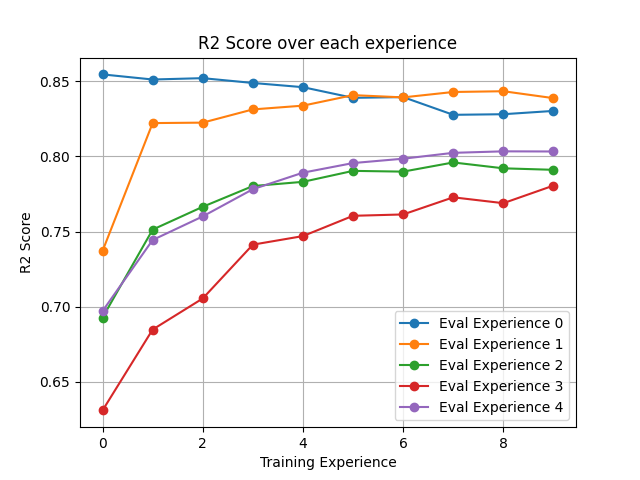 R2 Score over each experience
R2 Score
0.85
0.80
0.75
0.70
0.65
0
2
4
6
8
Training Experience
Eval Experience 0
Eval Experience 1
Eval Experience 2
Eval Experience 3
Eval Experience 4